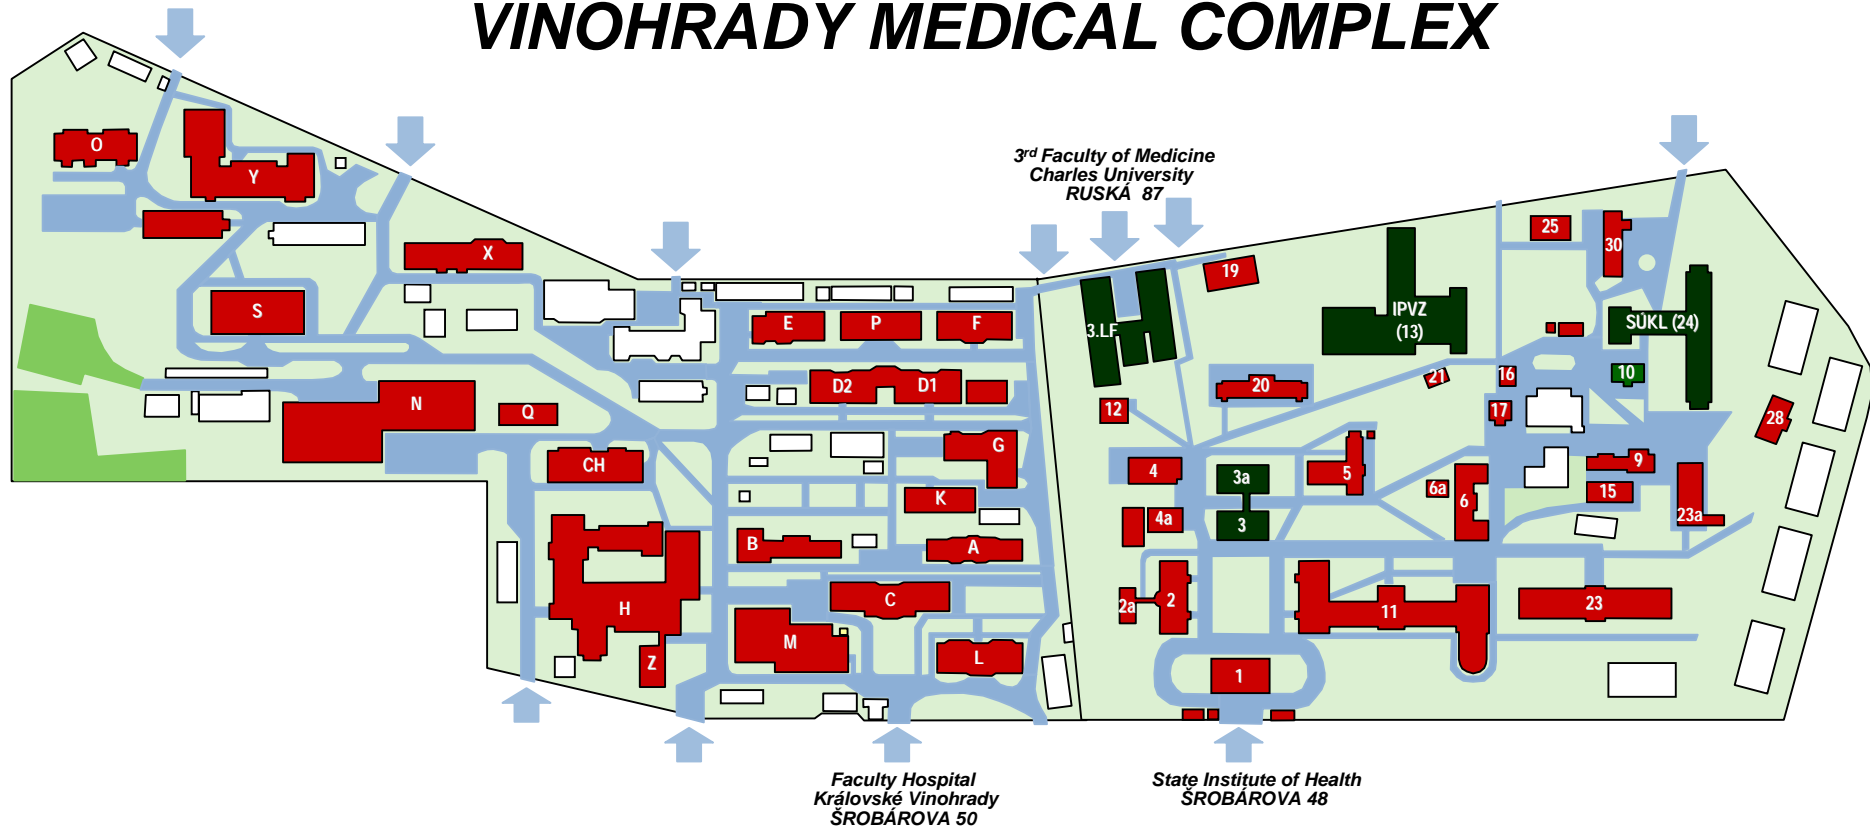 VINOHRADY MEDICAL COMPLEX
3rd Faculty of Medicine
Charles University
RUSKÁ 87
O
Y
X
S
N
Q
CH
H
Z
E
P
F
D2
D1
G
K
B
A
C
M
L
3.LF
19
IPVZ
(13)
25
30
SÚKL (24)
20
21
16
10
12
17
28
4
3a
5
6a
6
9
15
4a
3
23a
2a
2
11
23
1
Faculty Hospital
Královské Vinohrady
ŠROBÁROVA 50
State Institute of Health
ŠROBÁROVA 48